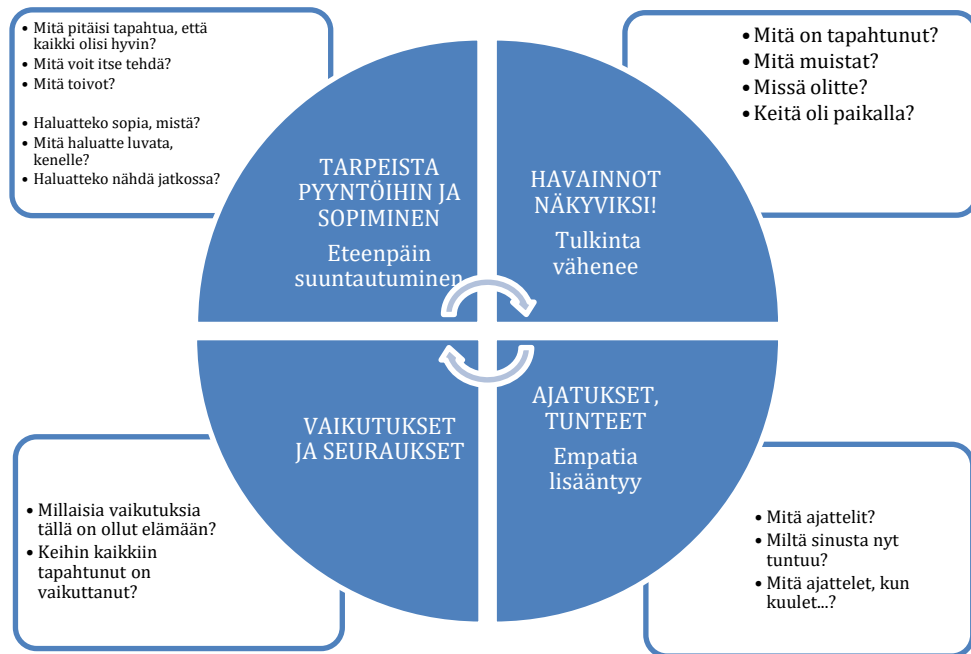 • Mitä pitäisi tapahtua, että
kaikki olisi hyvin?
• Mitä voit itse tehdä?
• Mitä toivot?
• Haluatteko sopia, mistä?
• Mitä haluatte luvata,
kenelle?
• Haluatteko nähdä jatkossa?
• Mitä on tapahtunut?
• Mitä muistat?
• Missä olitte?
• Keitä oli paikalla?
TARPEISTA
PYYNTÖIHIN JA
SOPIMINEN
Eteenpäin
suuntautuminen
HAVAINNOT
NÄKYVIKSI!
Tulkinta
vähenee
VAIKUTUKSET
JA SEURAUKSET
AJATUKSET,
TUNTEET
Empatia
lisääntyy
• Millaisia vaikutuksia
tällä on ollut elämään?
• Keihin kaikkiin
tapahtunut on
vaikuttanut?
• Mitä ajattelit?
• Miltä sinusta nyt
tuntuu?
• Mitä ajattelet, kun
kuulet...?